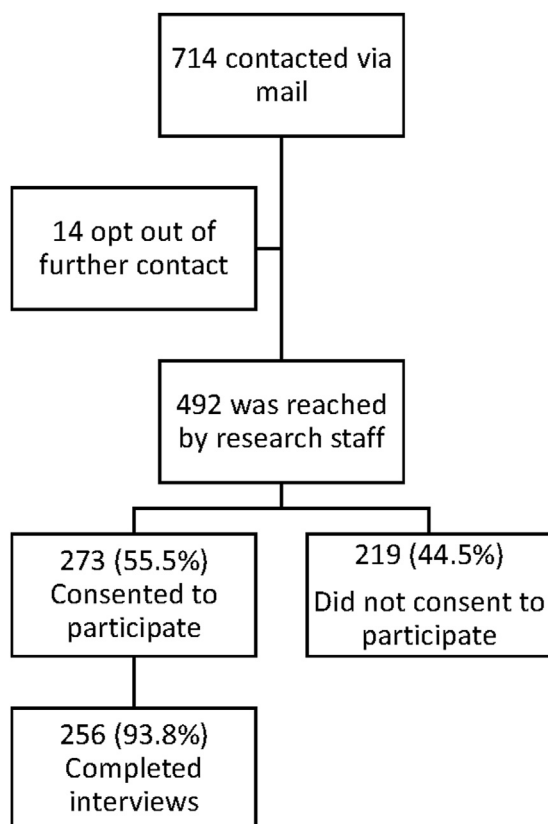 714 contacted via
mail
14 opt out of
further contact
492 was reached
by research staff
273 (55.5%)
Consented to
participate
219 (44.5%)
Did not consent to
participate
256 (93.8%)
Completed
interviews